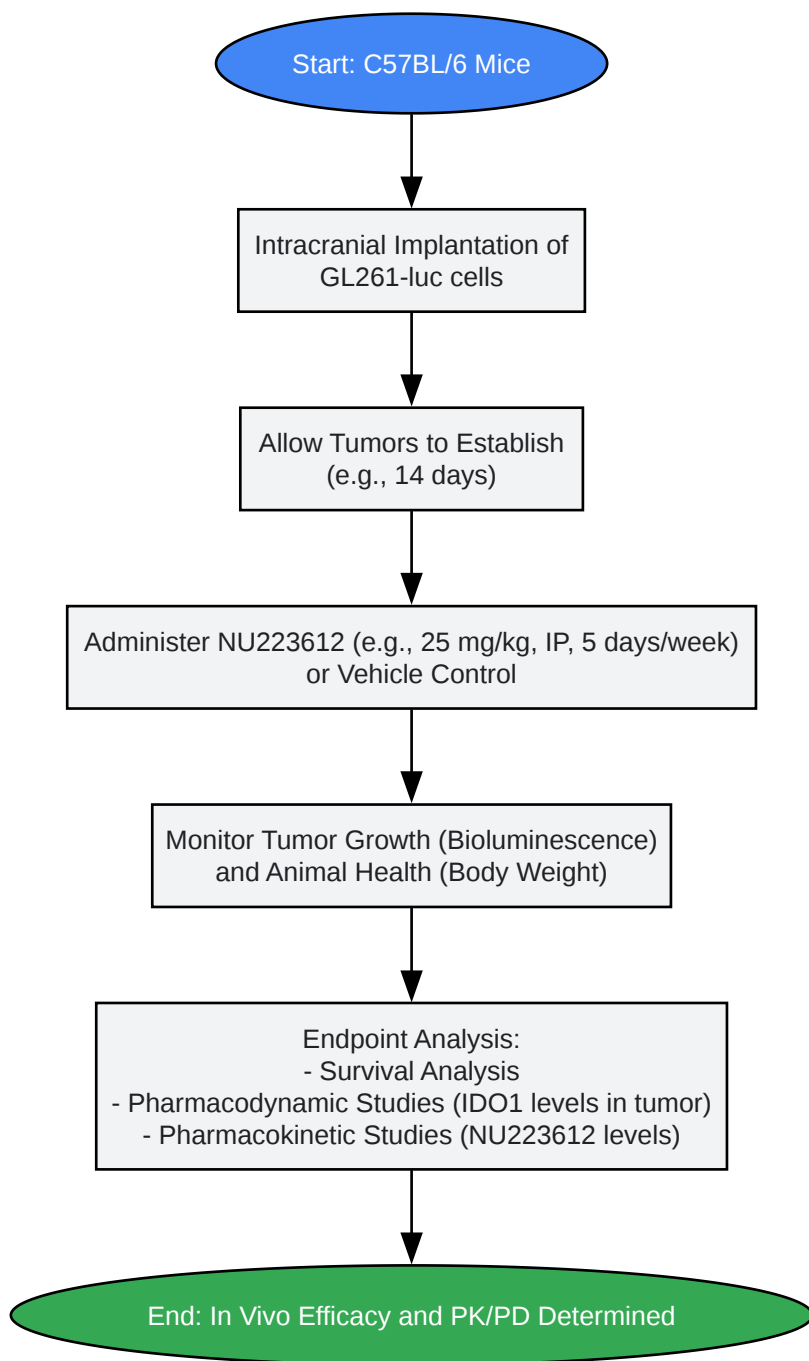 Start: C57BL/6 Mice
Intracranial Implantation of
GL261-luc cells
Allow Tumors to Establish
(e.g., 14 days)
Administer NU223612 (e.g., 25 mg/kg, IP, 5 days/week)
or Vehicle Control
Monitor Tumor Growth (Bioluminescence)
and Animal Health (Body Weight)
Endpoint Analysis:
- Survival Analysis
- Pharmacodynamic Studies (IDO1 levels in tumor)
- Pharmacokinetic Studies (NU223612 levels)
End: In Vivo Efficacy and PK/PD Determined